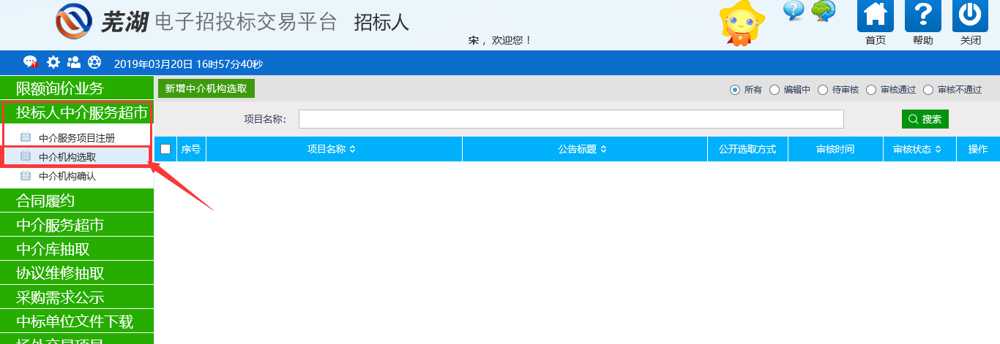 芜湖 电子招投标交易平台 招标人
宋 ，欢迎您！
首页 帮助 关闭
2019年03月20日 16时57分40秒
限额询价业务
投标人中介服务超市
中介服务项目注册
中介机构选取
中介机构确认
合同履约
中介服务超市
中介库抽取
协议维修抽取
采购需求公示
中标单位文件下载
场外交易项目
新增中介机构选取
所有 编辑中 待审核 审核通过 审核不通过
项目名称： 搜索
序号 项目名称 公告标题 公开选取方式 审核时间 审核状态 操作